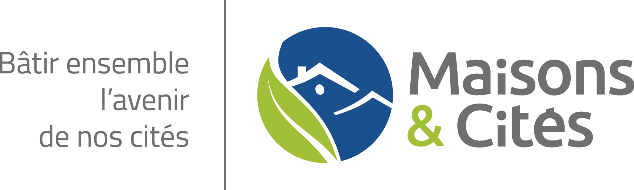 Bâtir ensemble
l'avenir
de nos cités
Maisons
& Cités